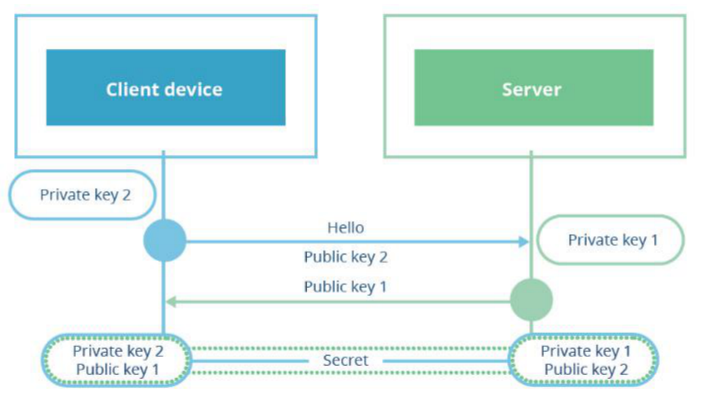 Client device
Server
Private key 2
Hello
Public key 2
Private key 1
Public key 1
Private key 2
Public key 1
Secret
Private key 1
Public key 2